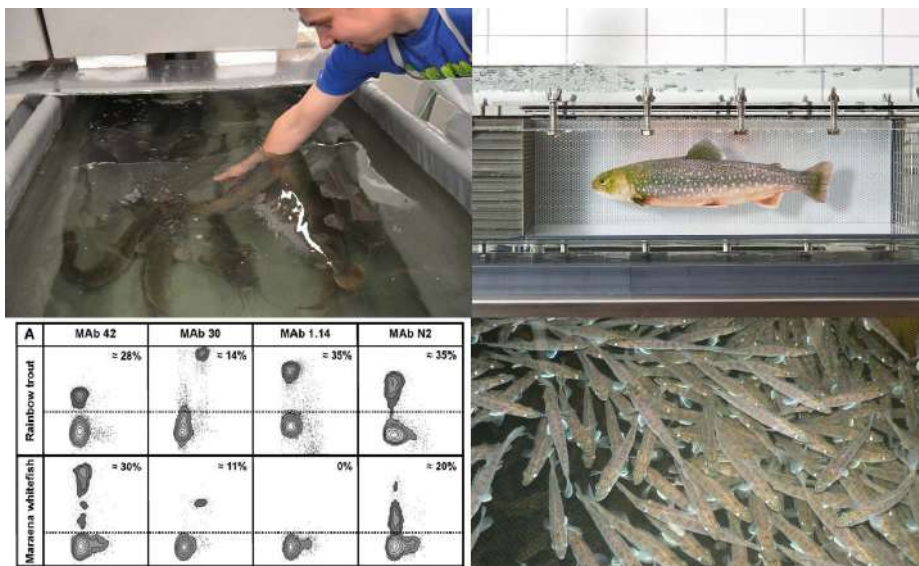 A MAb 42 MAb 30 MAb 1.14 MAb N2
Rainbow trout
≈ 28% ≈ 14% ≈ 35% ≈ 35%
Maraena whitefish
≈ 30% ≈ 11% 0% ≈ 20%